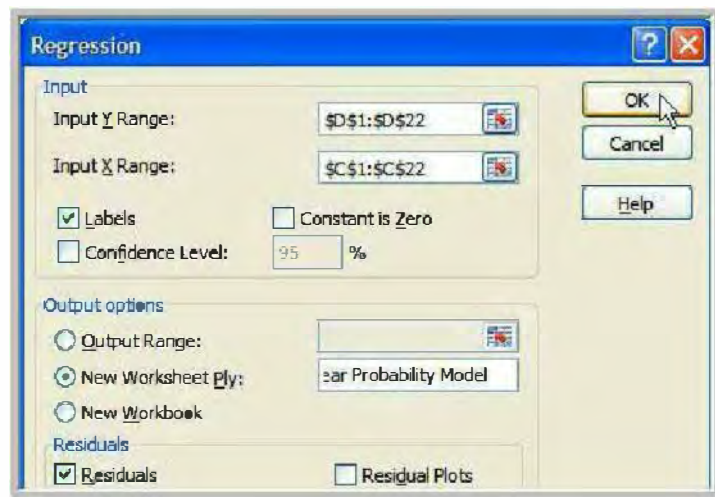 Regression
Input
Input Y Range: $D$1:$D$22
Input X Range: $C$1:$C$22
Labels Constant is Zero
Confidence Level: 95 %
OK
Cancel
Help
Output options
Output Range:
New Worksheet Ply: ear Probability Model
New Workbook
Residuals
Residuals Residual Plots